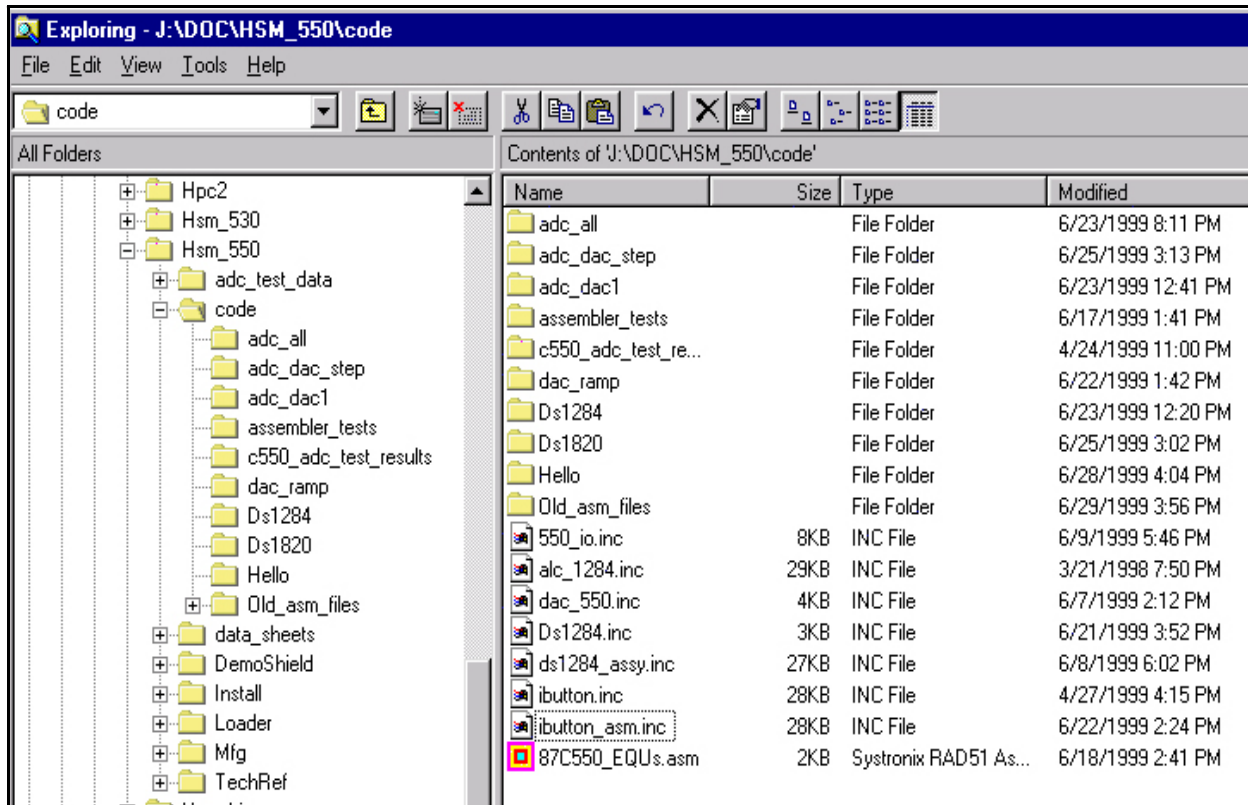 Exploring - J:\DOC\HSM_550\code
File Edit View Tools Help
code
All Folders
Contents of 'J:\DOC\HSM_550\code'
Hpc2
Hsm_530
Hsm_550
adc_test_data
code
adc_all
adc_dac_step
adc_dac1
assembler_tests
c550_adc_test_results
dac_ramp
Ds1284
Ds1820
Hello
Old_asm_files
data_sheets
DemoShield
Install
Loader
Mfg
TechRef
Name Size Type Modified
adc_all File Folder 6/23/1999 8:11 PM
adc_dac_step File Folder 6/25/1999 3:13 PM
adc_dac1 File Folder 6/23/1999 12:41 PM
assembler_tests File Folder 6/17/1999 1:41 PM
c550_adc_test_re... File Folder 4/24/1999 11:00 PM
dac_ramp File Folder 6/22/1999 1:42 PM
Ds1284 File Folder 6/23/1999 12:20 PM
Ds1820 File Folder 6/25/1999 3:02 PM
Hello File Folder 6/28/1999 4:04 PM
Old_asm_files File Folder 6/29/1999 3:56 PM
550_io.inc 8KB INC File 6/9/1999 5:46 PM
alc_1284.inc 29KB INC File 3/21/1998 7:50 PM
dac_550.inc 4KB INC File 6/7/1999 2:12 PM
Ds1284.inc 3KB INC File 6/21/1999 3:52 PM
ds1284_assy.inc 27KB INC File 6/8/1999 6:02 PM
ibutton.inc 28KB INC File 4/27/1999 4:15 PM
ibutton_asm.inc 28KB INC File 6/22/1999 2:24 PM
87C550_EQUs.asm 2KB Systronix RAD51 As... 6/18/1999 2:41 PM